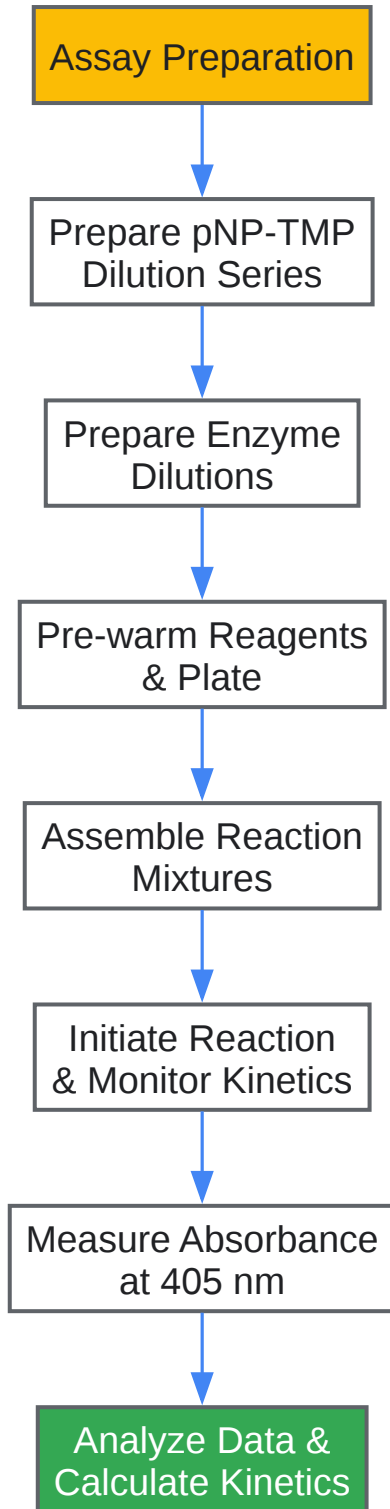 Assay Preparation
Prepare pNP-TMP
Dilution Series
Prepare Enzyme
Dilutions
Pre-warm Reagents
& Plate
Assemble Reaction
Mixtures
Initiate Reaction
& Monitor Kinetics
Measure Absorbance
at 405 nm
Analyze Data &
Calculate Kinetics